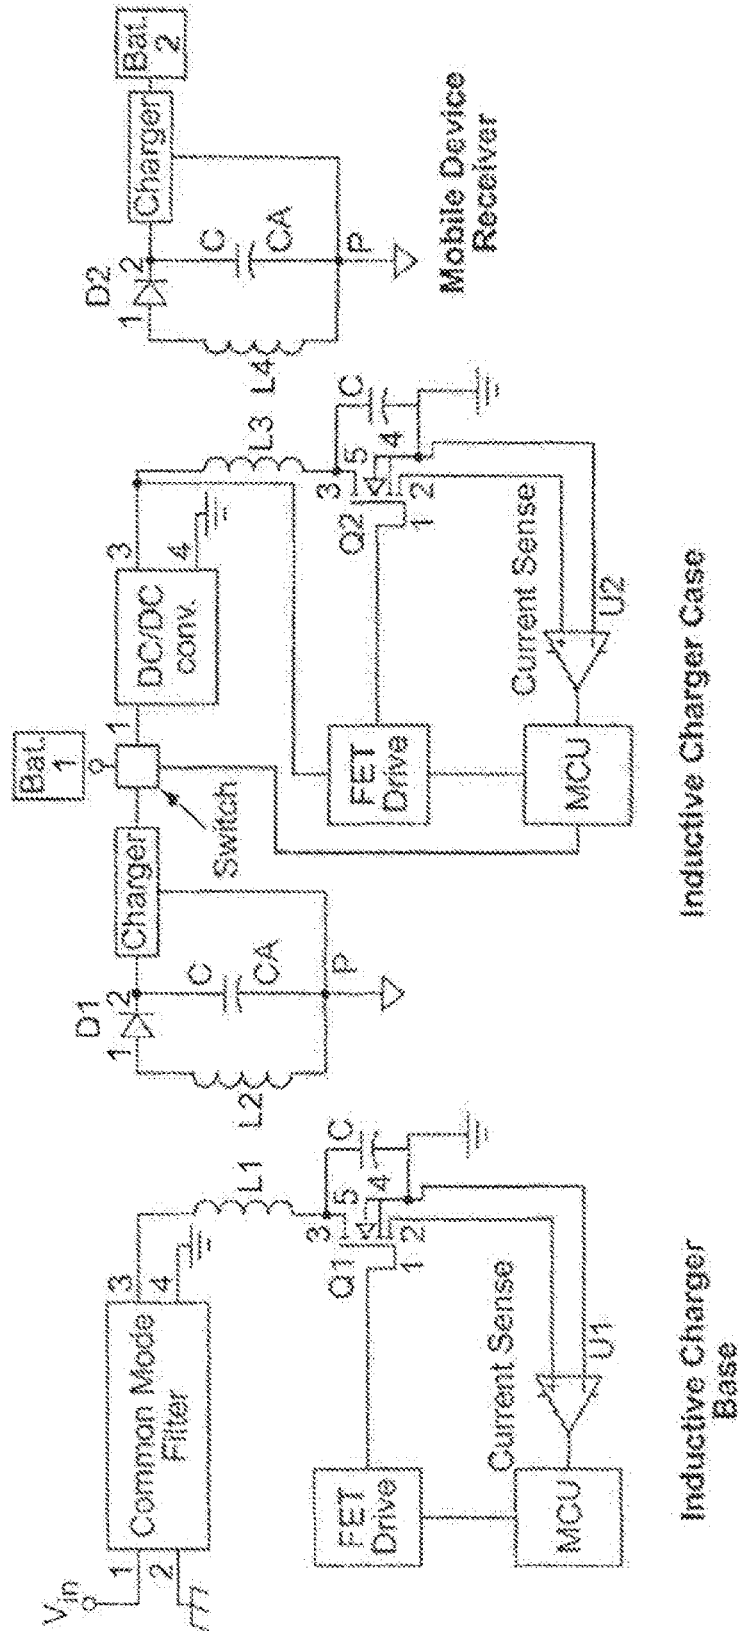 Vin
1
2
Common Mode
Filter
3
4
L1
3
5
4
C
Q1
1
2
FET
Drive
Current Sense
MCU
U1
Inductive Charger
Base
L2
D1
1
2
C
CA
P
Charger
Switch
Bat.
1
1
DC/DC
conv.
3
4
L3
3
5
4
C
Q2
1
2
FET
Drive
Current Sense
MCU
U2
Inductive Charger Case
L4
D2
1
2
C
CA
P
Charger
Bat.
2
Mobile Device
Receiver